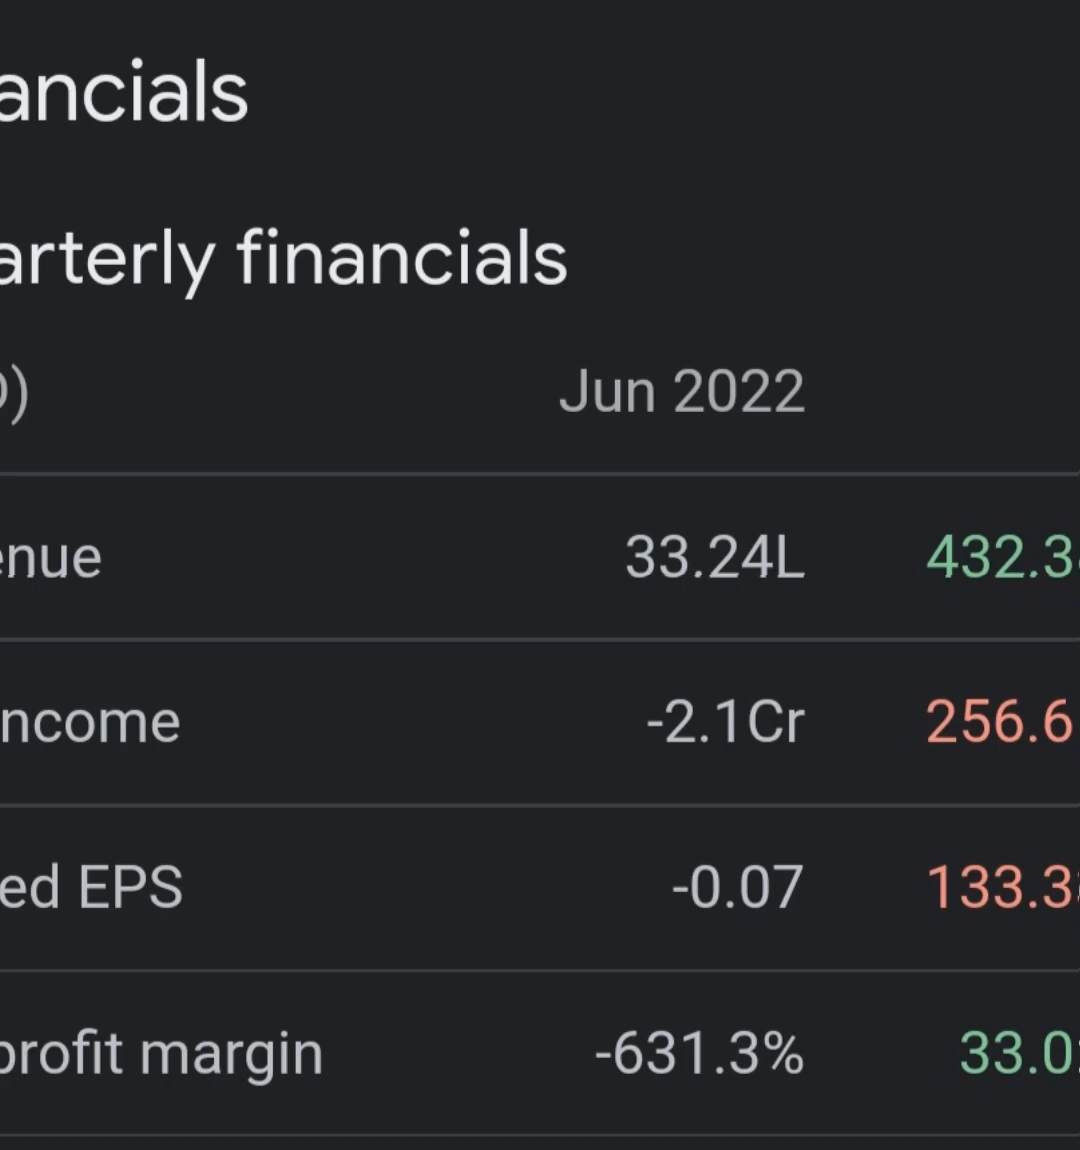 ancials
arterly financials
) Jun 2022
enue 33.24L 432.3
ncome -2.1Cr 256.6
ed EPS -0.07 133.3
profit margin -631.3% 33.0